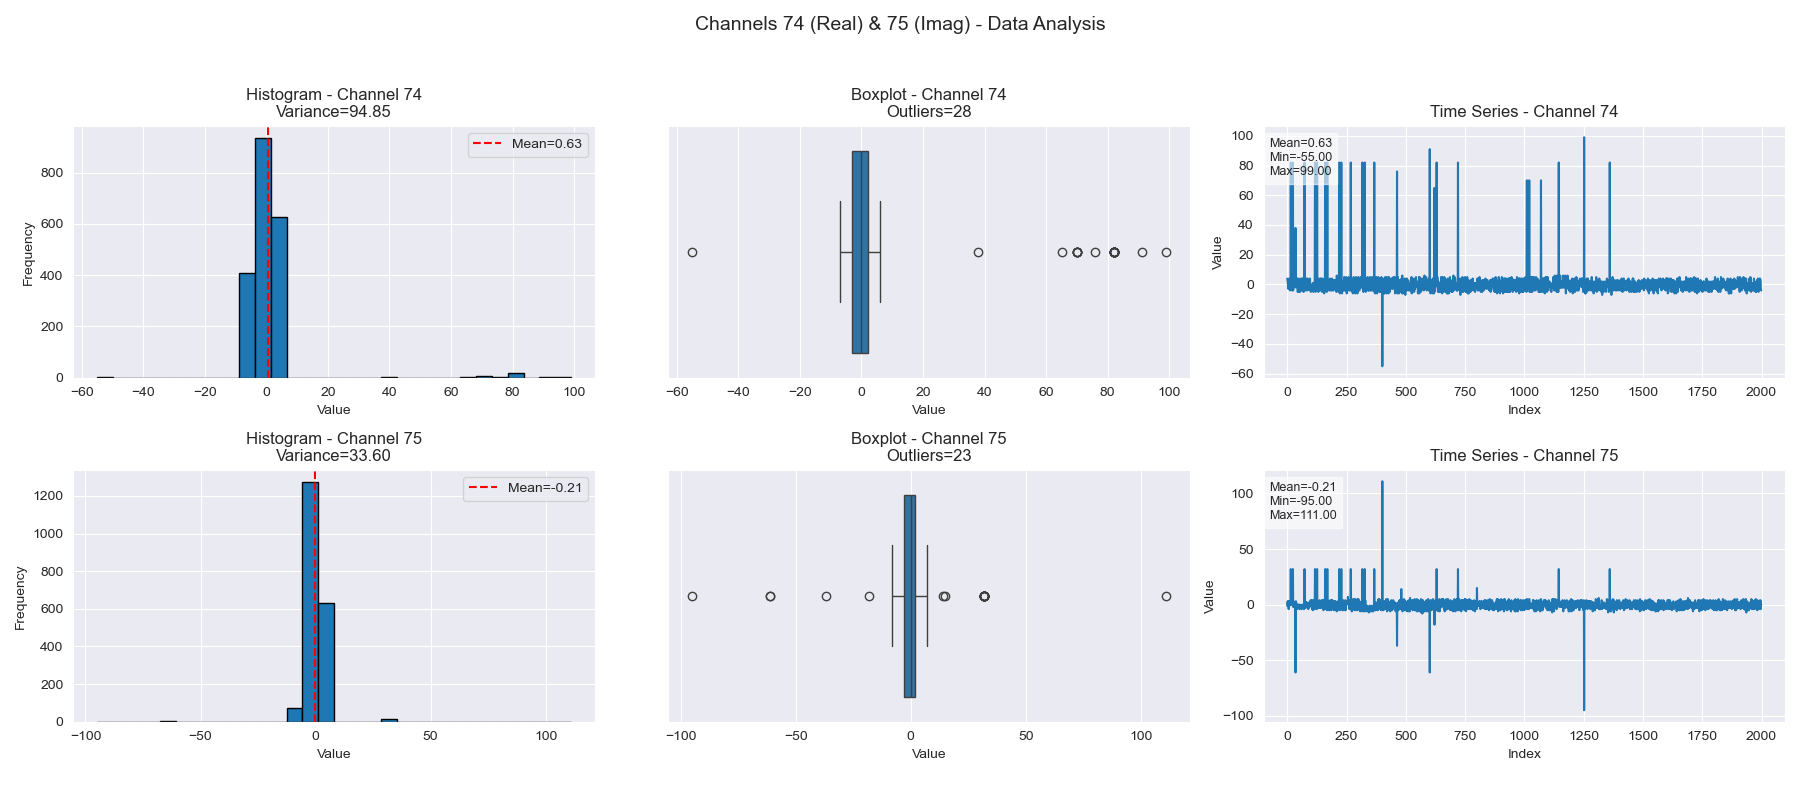 Channels 74 (Real) & 75 (Imag) - Data Analysis
Histogram - Channel 74
Variance=94.85
Mean=0.63
Frequency
800
600
400
200
0
−60 −40 −20 0 20 40 60 80 100
Value
Boxplot - Channel 74
Outliers=28
−60 −40 −20 0 20 40 60 80 100
Value
Time Series - Channel 74
Mean=0.63
Min=-55.00
Max=99.00
Value
100
80
60
40
20
0
−20
−40
−60
0 250 500 750 1000 1250 1500 1750 2000
Index
Histogram - Channel 75
Variance=33.60
Mean=-0.21
Frequency
1200
1000
800
600
400
200
0
−100 −50 0 50 100
Value
Boxplot - Channel 75
Outliers=23
−100 −50 0 50 100
Value
Time Series - Channel 75
Mean=-0.21
Min=-95.00
Max=111.00
Value
100
50
0
−50
−100
0 250 500 750 1000 1250 1500 1750 2000
Index